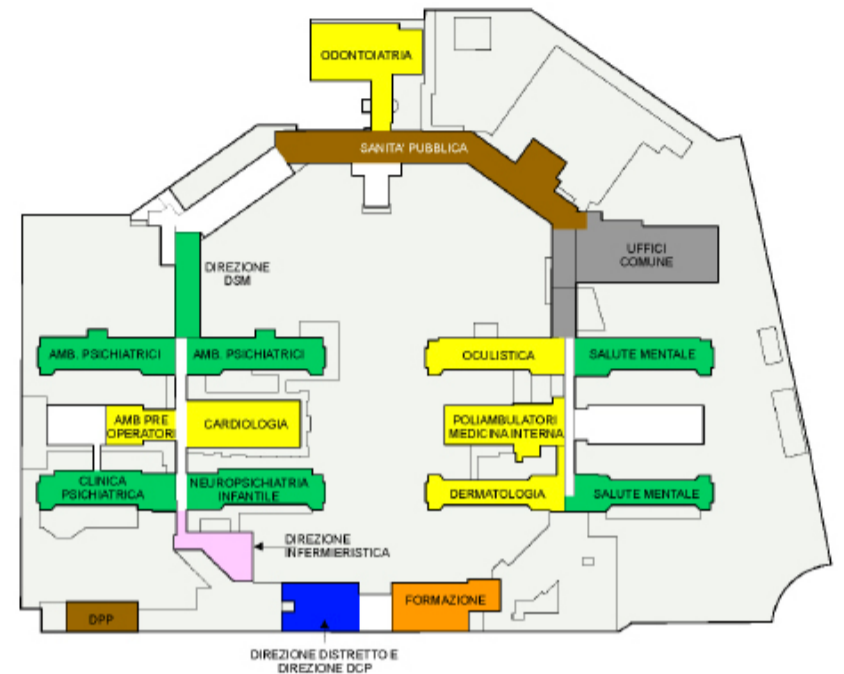 ODONTOIATRIA
SANITA' PUBBLICA
UFFICI
COMUNE
DIREZIONE
DSM
AMB. PSICHIATRICI
AMB. PSICHIATRICI
OCULISTICA
SALUTE MENTALE
AMB PRE
OPERATORI
CARDIOLOGIA
POLIAMBULATORI
MEDICINA INTERNA
CLINICA
PSICHIATRICA
NEUROPSICHIATRIA
INFANTILE
DERMATOLOGIA
SALUTE MENTALE
DIREZIONE
INFERMIERISTICA
FORMAZIONE
DPP
DIREZIONE DISTRETTO E
DIREZIONE DCP